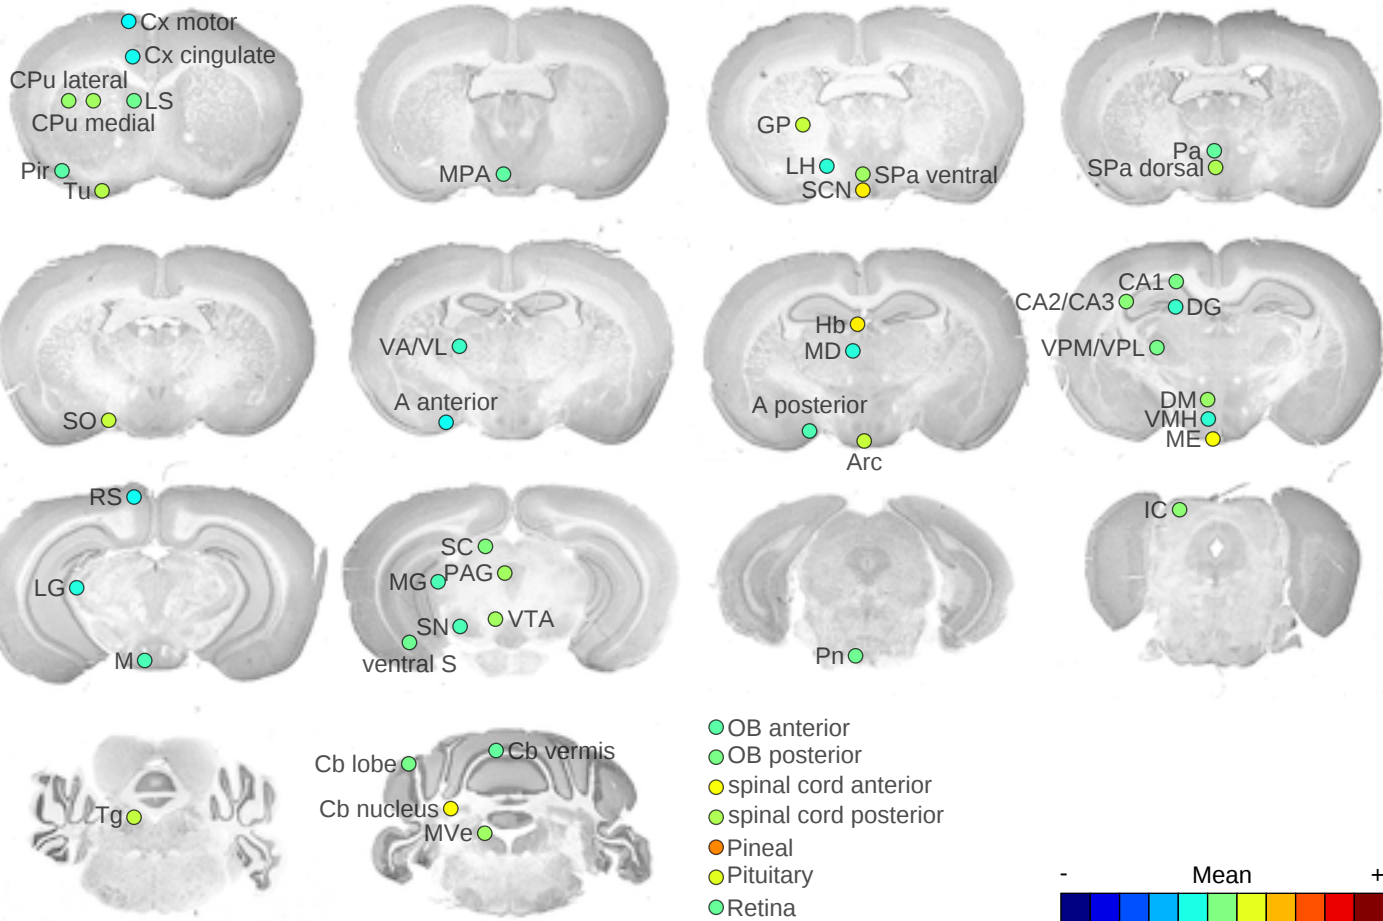 Cx motor
Cx cingulate
CPu lateral
LS
CPu medial
Pir
Tu
MPA
GP
LH
SPa ventral
SCN
Pa
SPa dorsal
SO
VA/VL
A anterior
Hb
MD
A posterior
Arc
CA1
CA2/CA3
DG
VPM/VPL
DM
VMH
ME
RS
LG
M
SC
PAG
MG
VTA
SN
ventral S
Pn
IC
Tg
Cb vermis
Cb lobe
Cb nucleus
MVe
OB anterior
OB posterior
spinal cord anterior
spinal cord posterior
Pineal
Pituitary
Retina
- Mean +